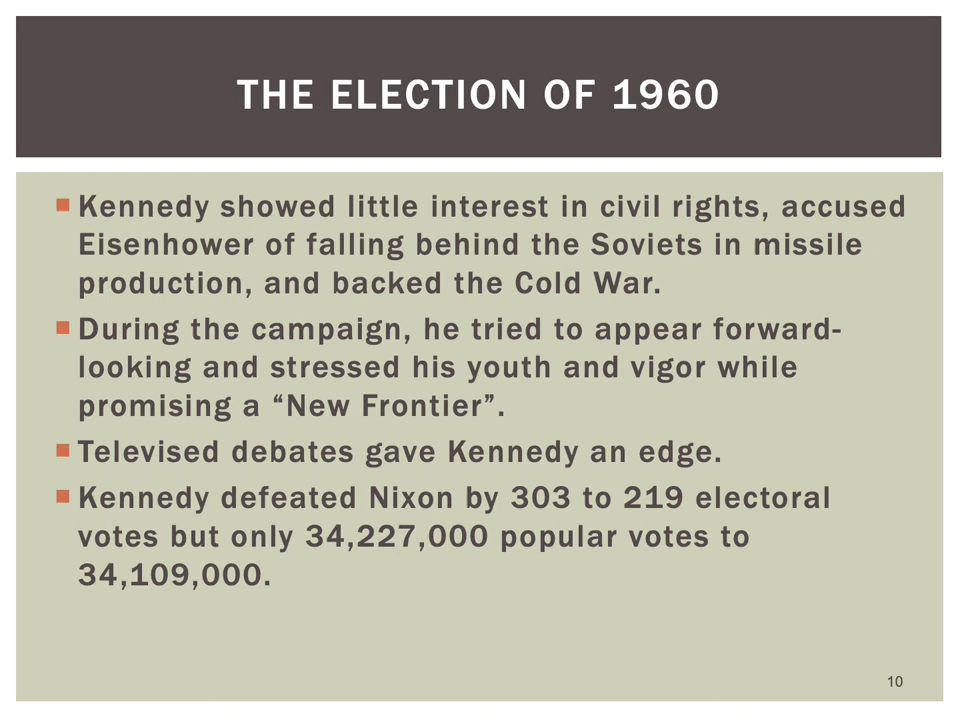 THE ELECTION OF 1960
Kennedy showed little interest in civil rights, accused
Eisenhower of falling behind the Soviets in missile
production, and backed the Cold War.
During the campaign, he tried to appear forward-
looking and stressed his youth and vigor while
promising a “New Frontier”.
Televised debates gave Kennedy an edge.
Kennedy defeated Nixon by 303 to 219 electoral
votes but only 34,227,000 popular votes to
34,109,000.
10